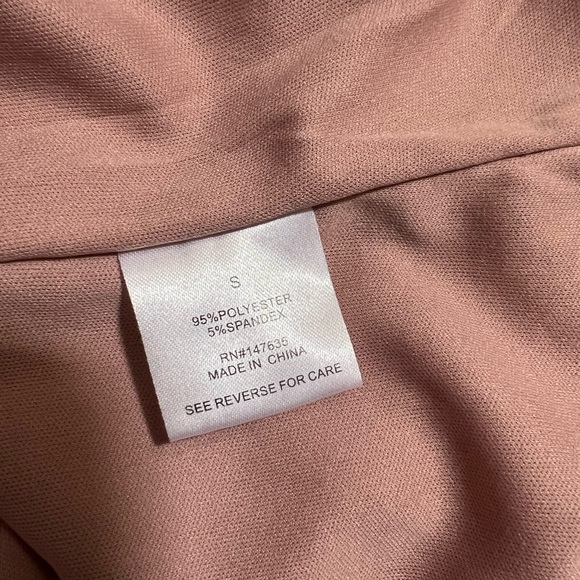 S
95%POLYESTER
5%SPANDEX
RN#147635
MADE IN CHINA
SEE REVERSE FOR CARE